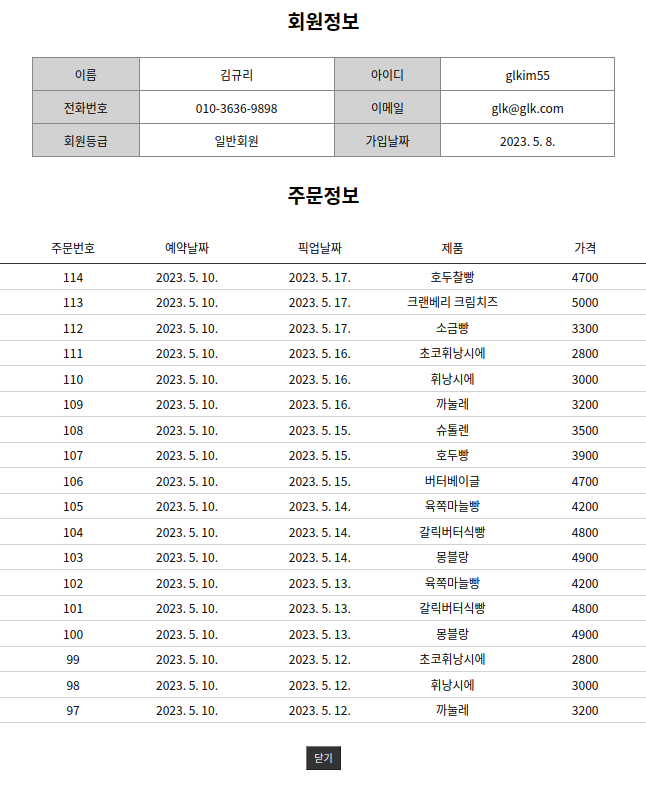 회원정보
이름 김규리 아이디 glkim55
전화번호 010-3636-9898 이메일 glk@glk.com
회원등급 일반회원 가입날짜 2023. 5. 8.
주문정보
주문번호 예약날짜 픽업날짜 제품 가격
114 2023. 5. 10. 2023. 5. 17. 호두찰빵 4700
113 2023. 5. 10. 2023. 5. 17. 크랜베리 크림치즈 5000
112 2023. 5. 10. 2023. 5. 17. 소금빵 3300
111 2023. 5. 10. 2023. 5. 16. 초코휘낭시에 2800
110 2023. 5. 10. 2023. 5. 16. 휘낭시에 3000
109 2023. 5. 10. 2023. 5. 16. 까눌레 3200
108 2023. 5. 10. 2023. 5. 15. 슈톨렌 3500
107 2023. 5. 10. 2023. 5. 15. 호두빵 3900
106 2023. 5. 10. 2023. 5. 15. 버터베이글 4700
105 2023. 5. 10. 2023. 5. 14. 육쪽마늘빵 4200
104 2023. 5. 10. 2023. 5. 14. 갈릭버터식빵 4800
103 2023. 5. 10. 2023. 5. 14. 몽블랑 4900
102 2023. 5. 10. 2023. 5. 13. 육쪽마늘빵 4200
101 2023. 5. 10. 2023. 5. 13. 갈릭버터식빵 4800
100 2023. 5. 10. 2023. 5. 13. 몽블랑 4900
99 2023. 5. 10. 2023. 5. 12. 초코휘낭시에 2800
98 2023. 5. 10. 2023. 5. 12. 휘낭시에 3000
97 2023. 5. 10. 2023. 5. 12. 까눌레 3200
닫기